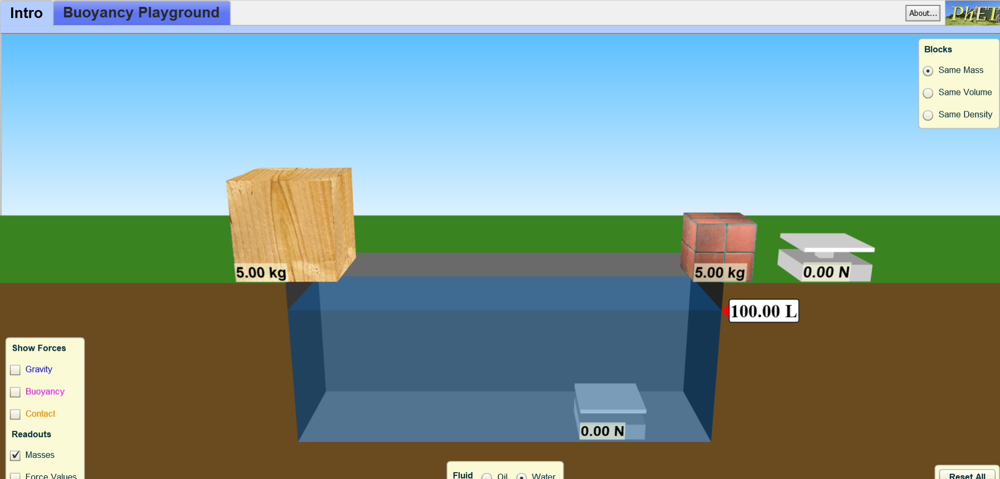 Intro
Buoyancy Playground
About...
PhET
Blocks
Same Mass
Same Volume
Same Density
5.00 kg
5.00 kg
0.00 N
100.00 L
Show Forces
Gravity
Buoyancy
Contact
Readouts
Masses
Force Values
0.00 N
Fluid
Oil
Water
Reset All